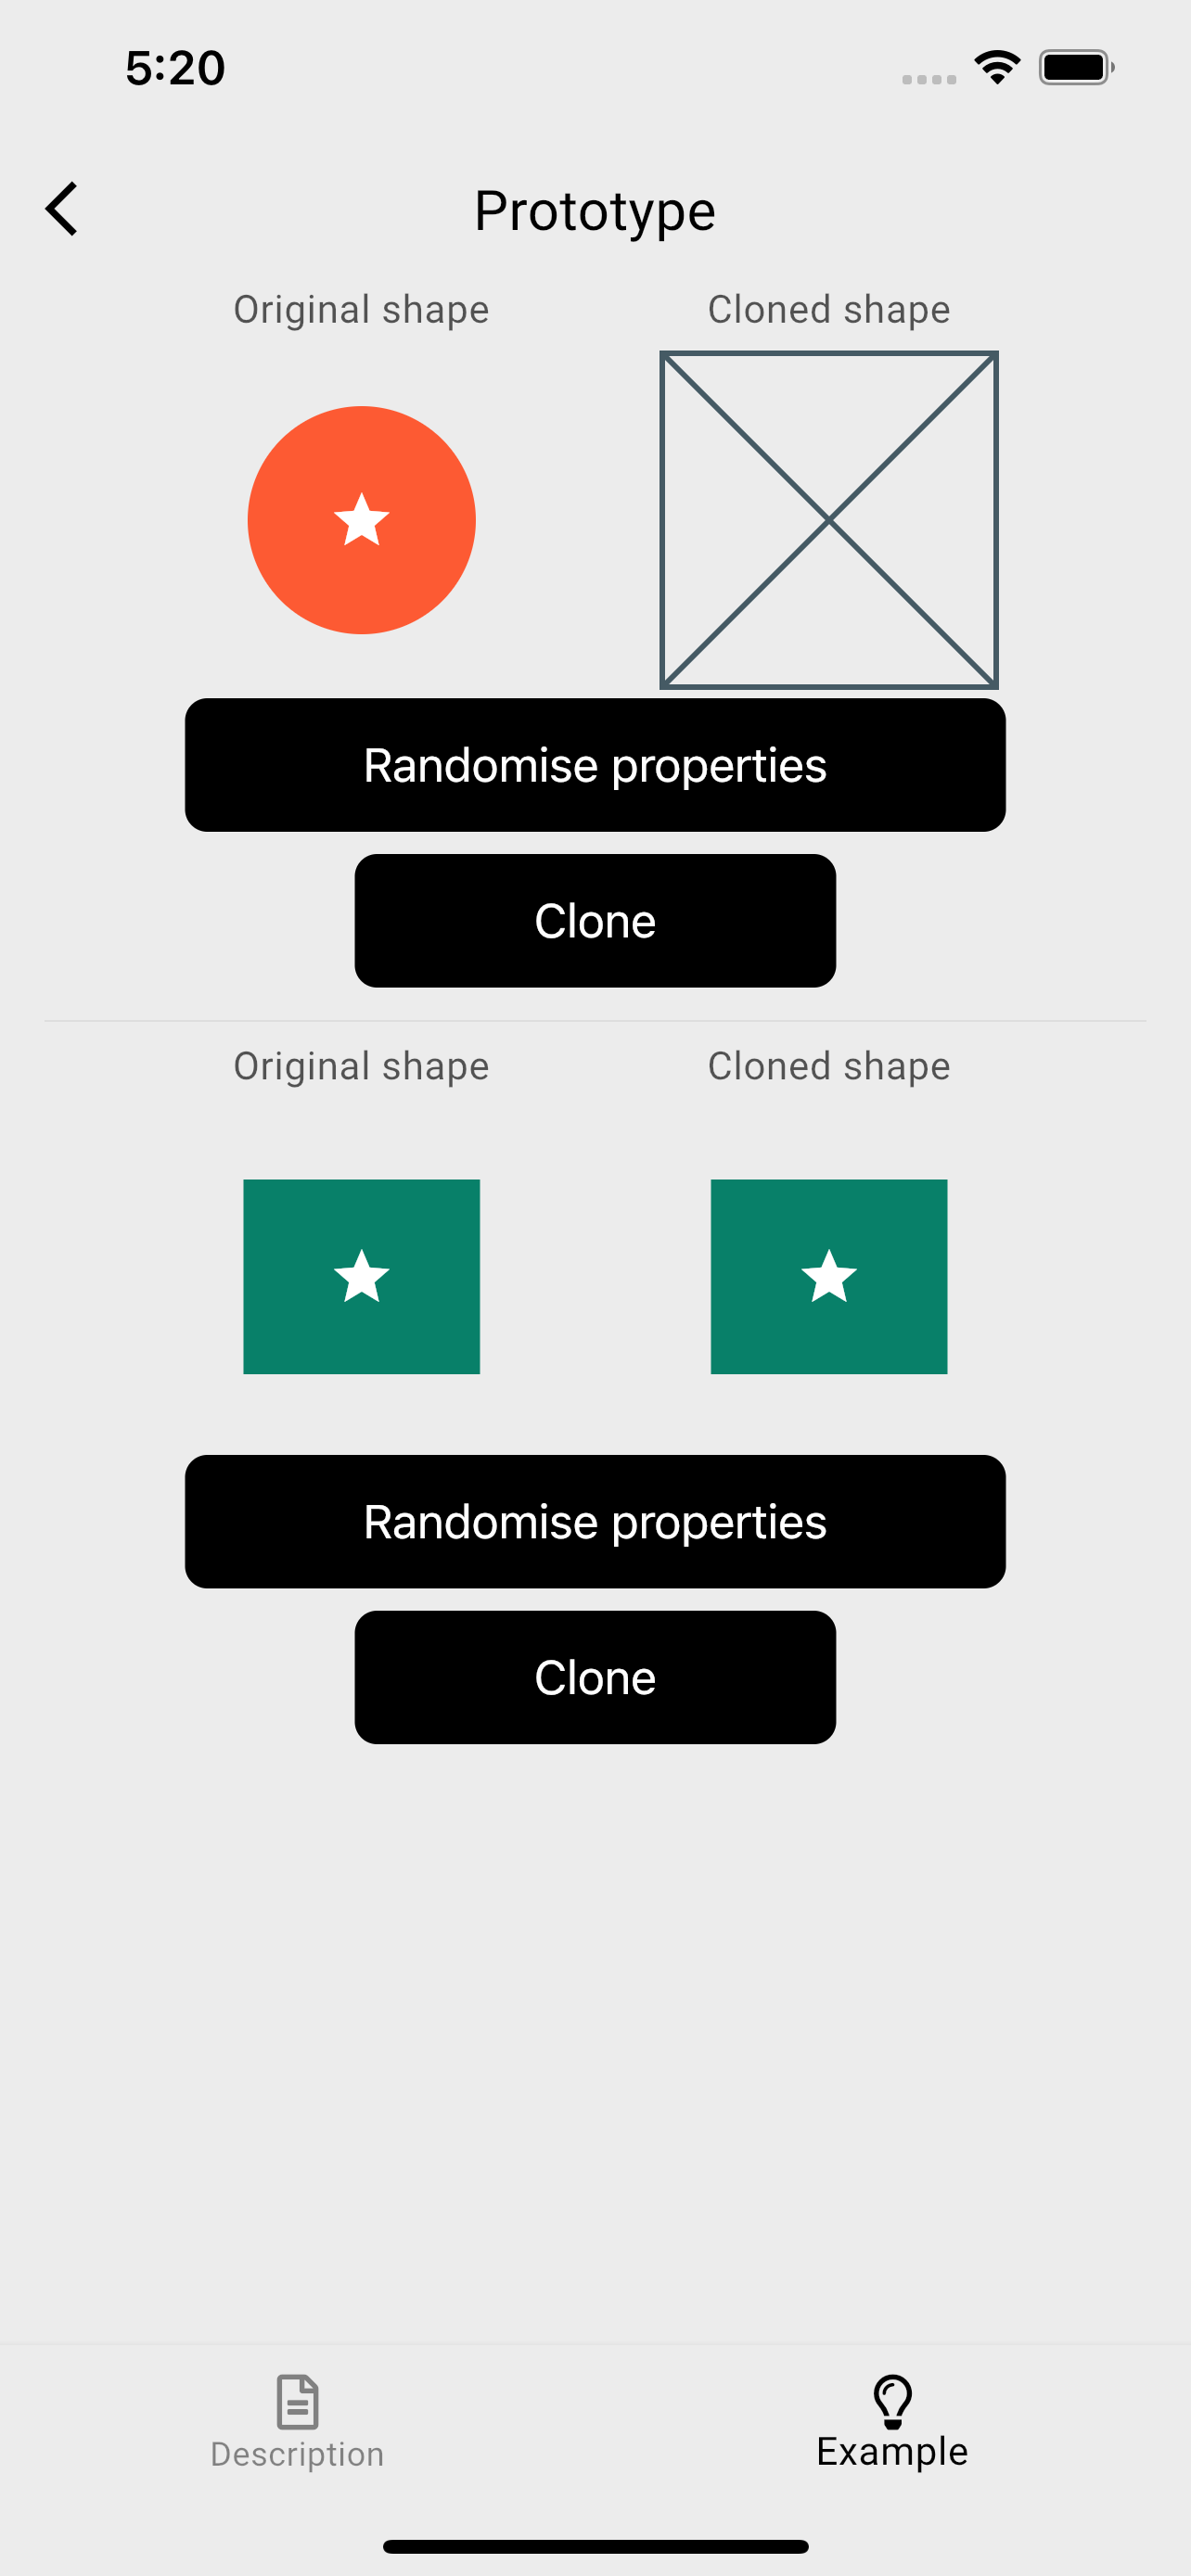 5:20
Prototype
Original shape
Cloned shape
Randomise properties
Clone
Original shape
Cloned shape
Randomise properties
Clone
Description
Example